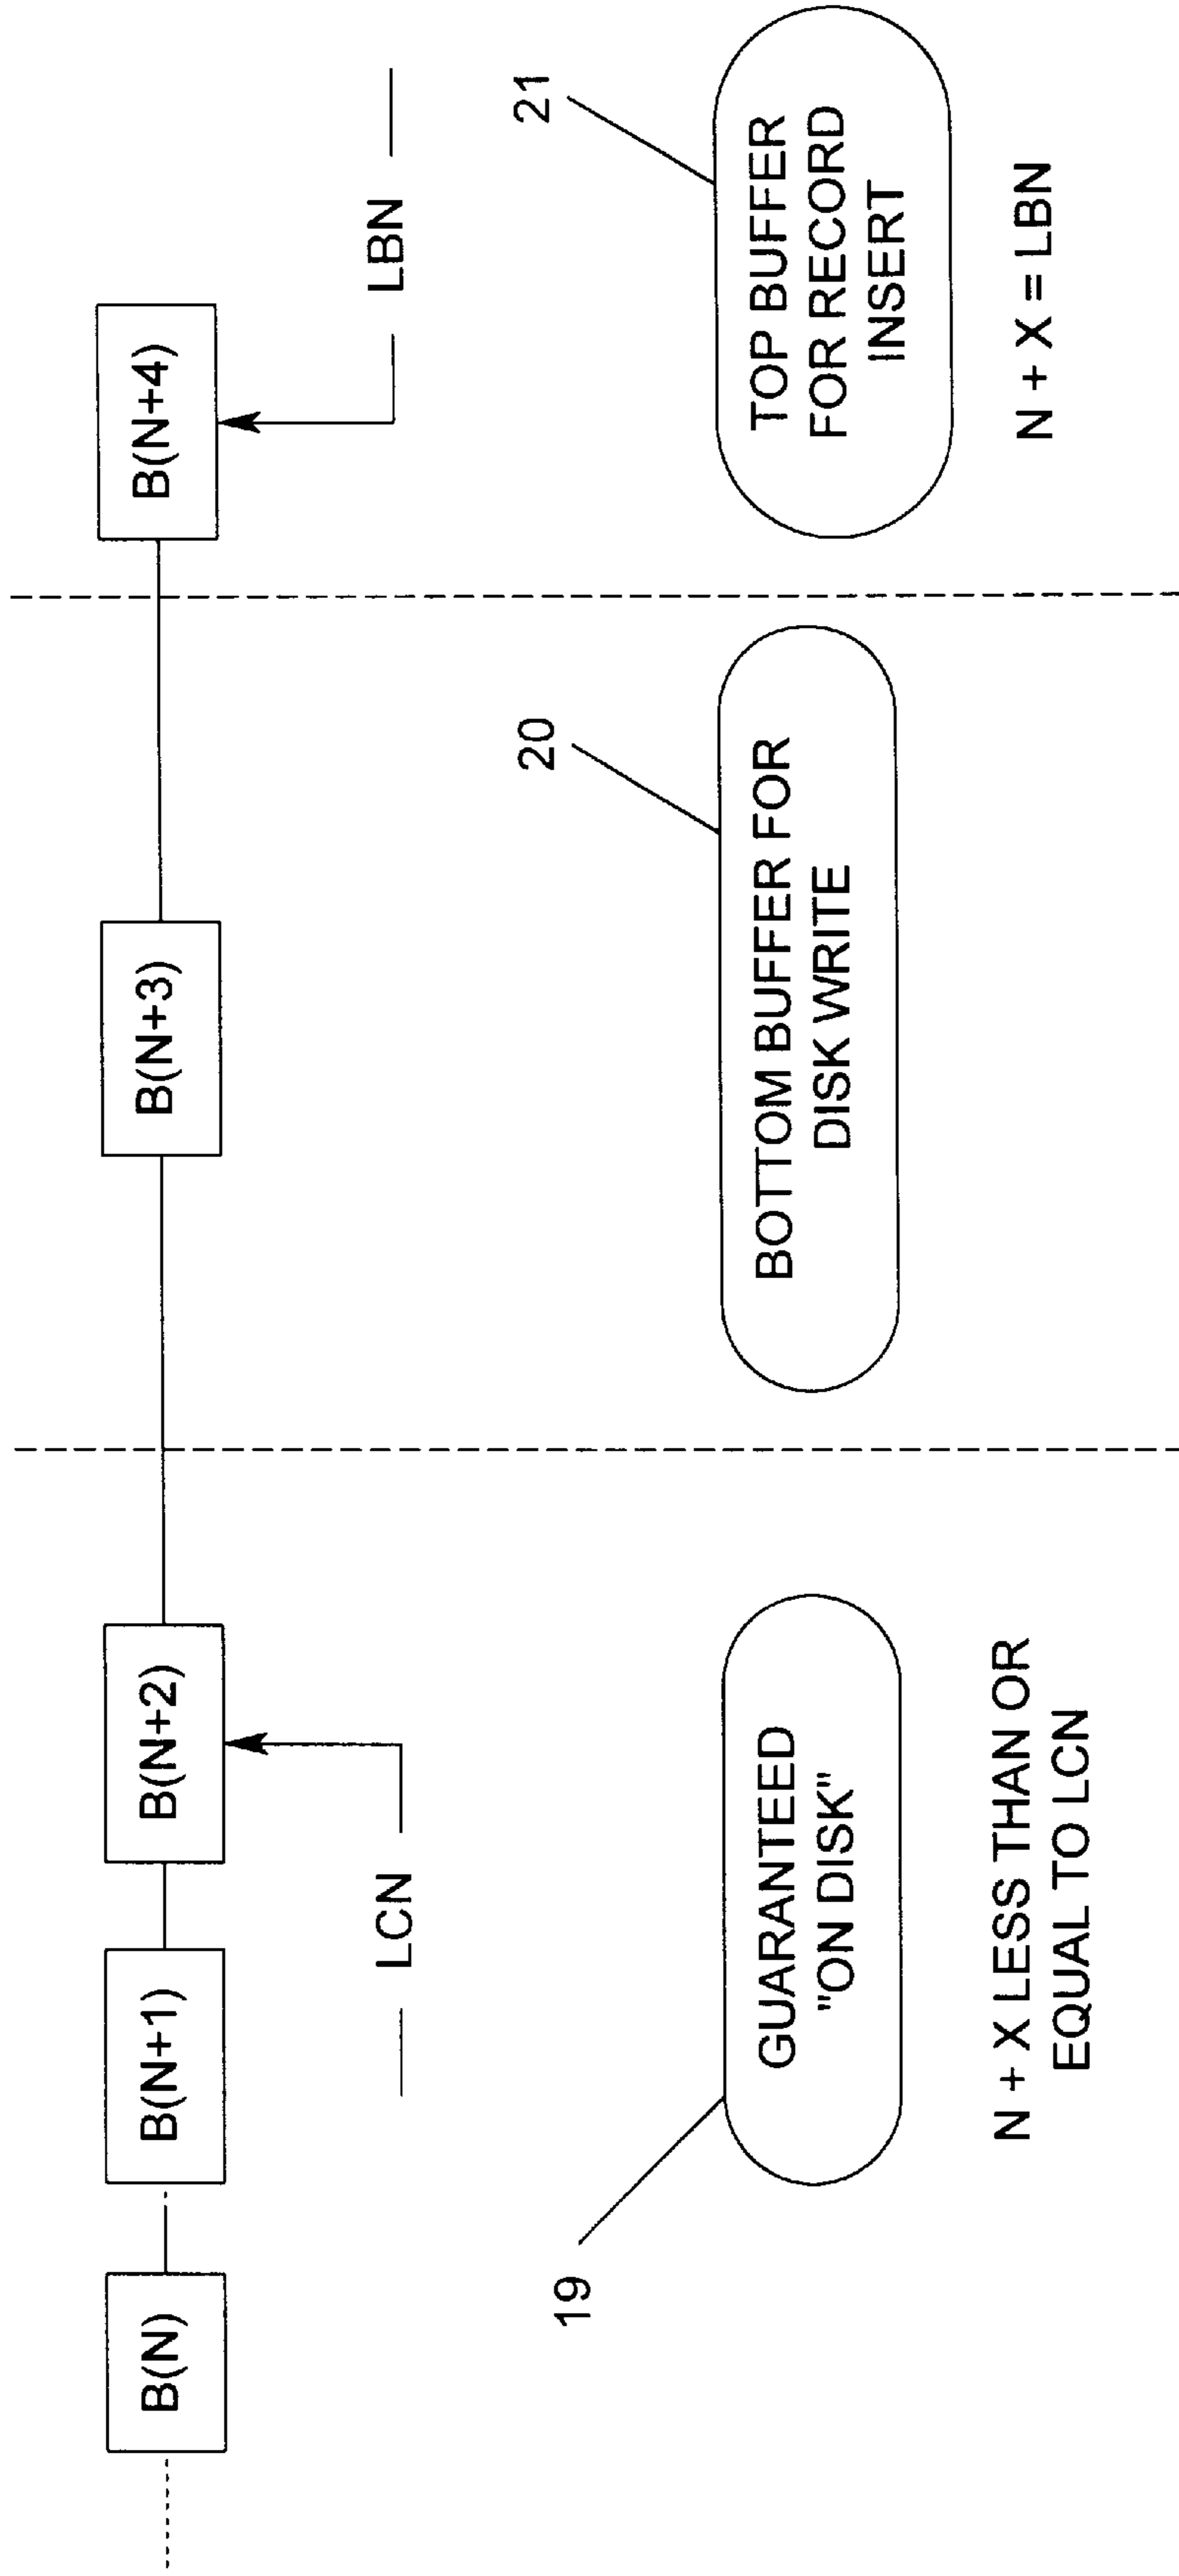 B(N)
B(N+1)
B(N+2)
B(N+3)
B(N+4)
LCN
LBN
19
20
21
GUARANTEED
"ON DISK"
BOTTOM BUFFER FOR
DISK WRITE
TOP BUFFER
FOR RECORD
INSERT
N + X LESS THAN OR
EQUAL TO LCN
N + X = LBN